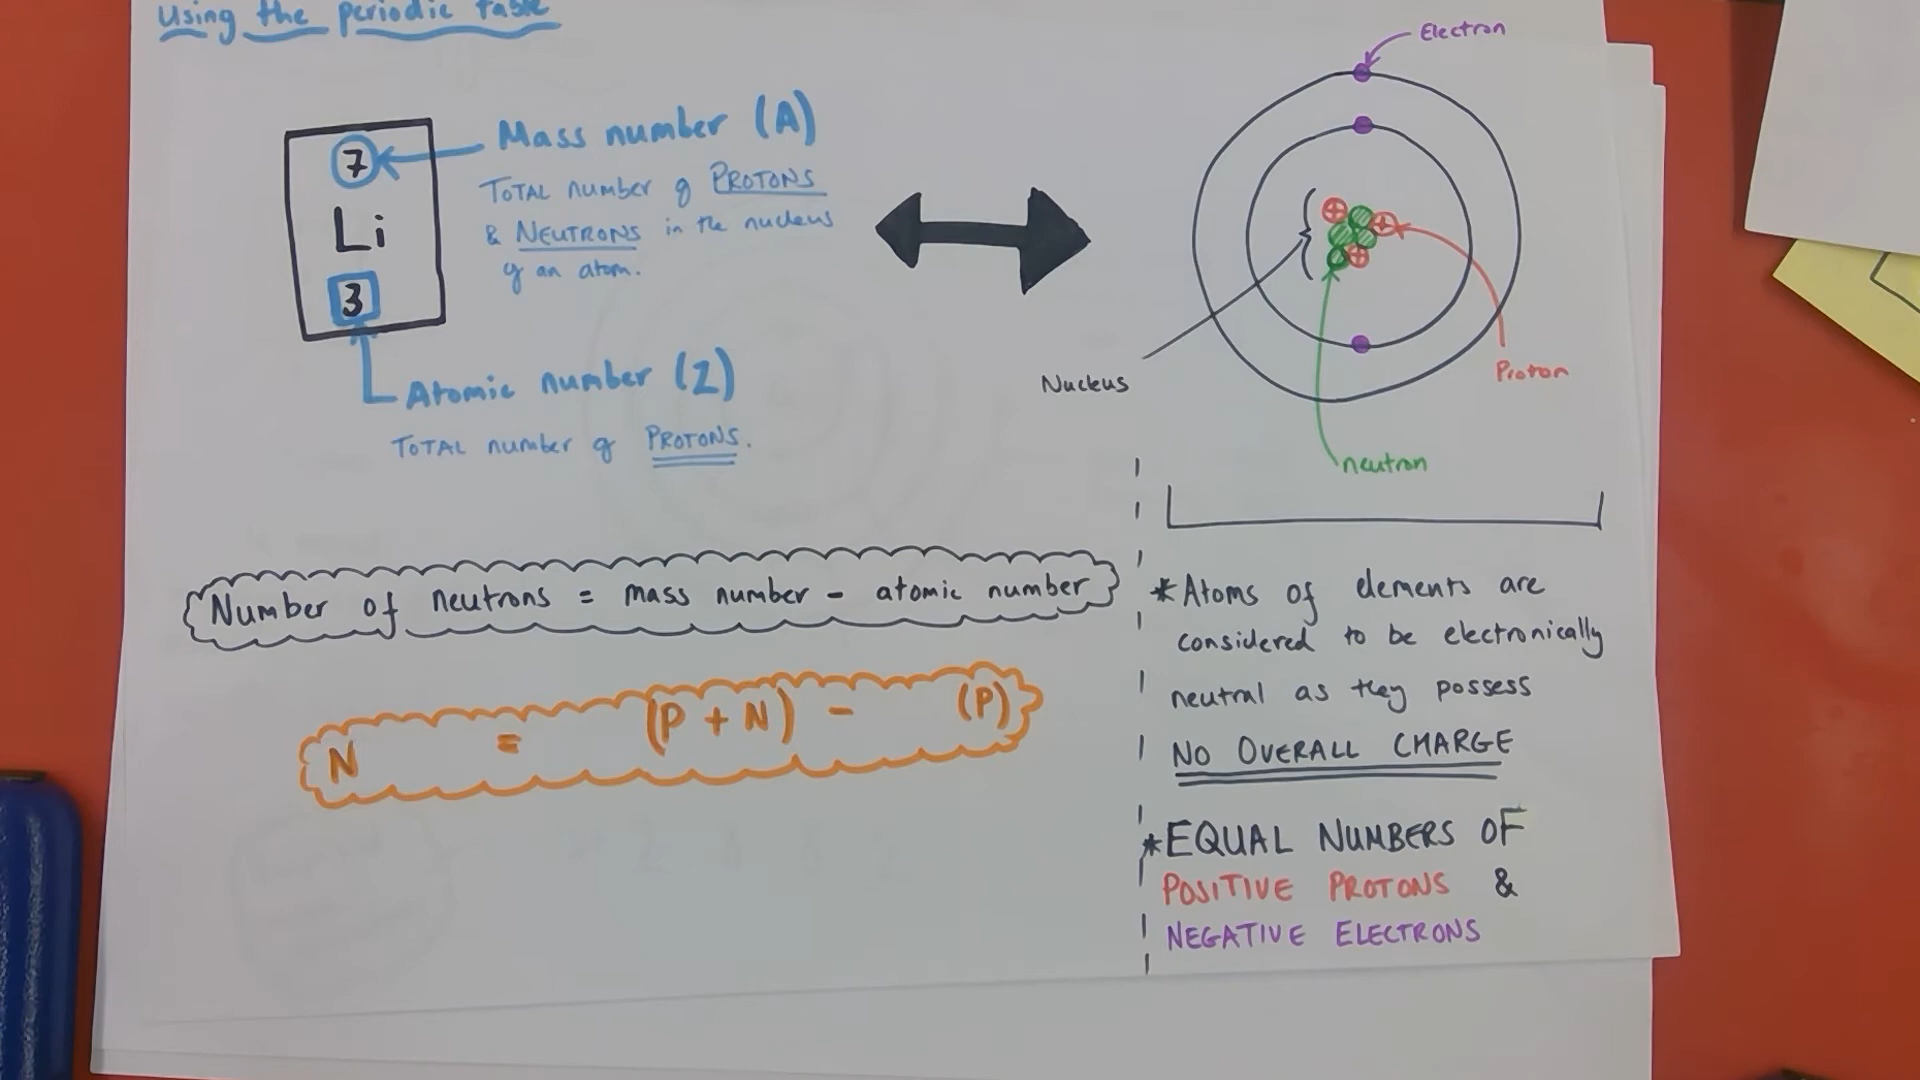 Using the periodic table
7
Li
3
Mass number (A)
TOTAL number of PROTONS
& NEUTRONS in the nucleus
of an atom.
Atomic number (Z)
TOTAL number of PROTONS.
Electron
Nucleus
Proton
neutron
Number of neutrons = mass number - atomic number
N = (P + N) - (P)
*Atoms of elements are
considered to be electronically
neutral as they possess
NO OVERALL CHARGE
*EQUAL NUMBERS OF
POSITIVE PROTONS &
NEGATIVE ELECTRONS